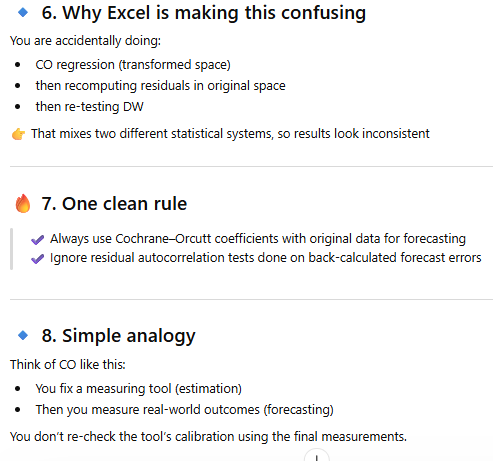 🔹 6. Why Excel is making this confusing
You are accidentally doing:
• CO regression (transformed space)
• then recomputing residuals in original space
• then re-testing DW
👉 That mixes two different statistical systems, so results look inconsistent
🔥 7. One clean rule
✔ Always use Cochrane–Orcutt coefficients with original data for forecasting
✔ Ignore residual autocorrelation tests done on back-calculated forecast errors
🔹 8. Simple analogy
Think of CO like this:
• You fix a measuring tool (estimation)
• Then you measure real-world outcomes (forecasting)
You don’t re-check the tool’s calibration using the final measurements.